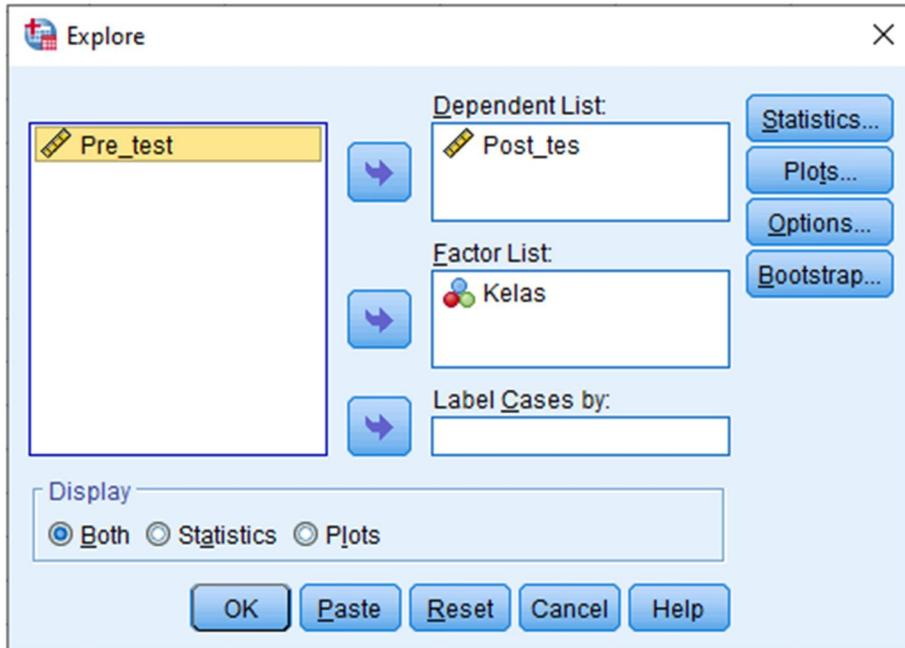 Explore
Pre_test
Dependent List:
Post_tes
Factor List:
Kelas
Label Cases by:
Statistics...
Plots...
Options...
Bootstrap...
Display
Both Statistics Plots
OK Paste Reset Cancel Help